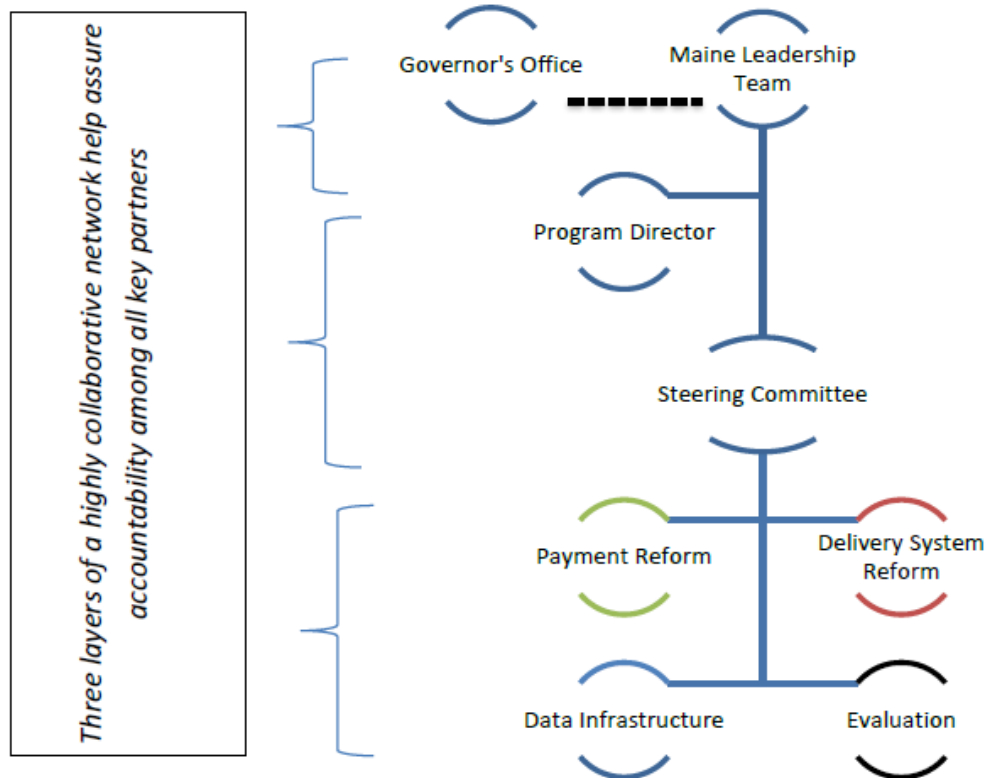 Three layers of a highly collaborative network help assure
accountability among all key partners
Governor's Office
Maine Leadership
Team
Program Director
Steering Committee
Payment Reform
Delivery System
Reform
Data Infrastructure
Evaluation